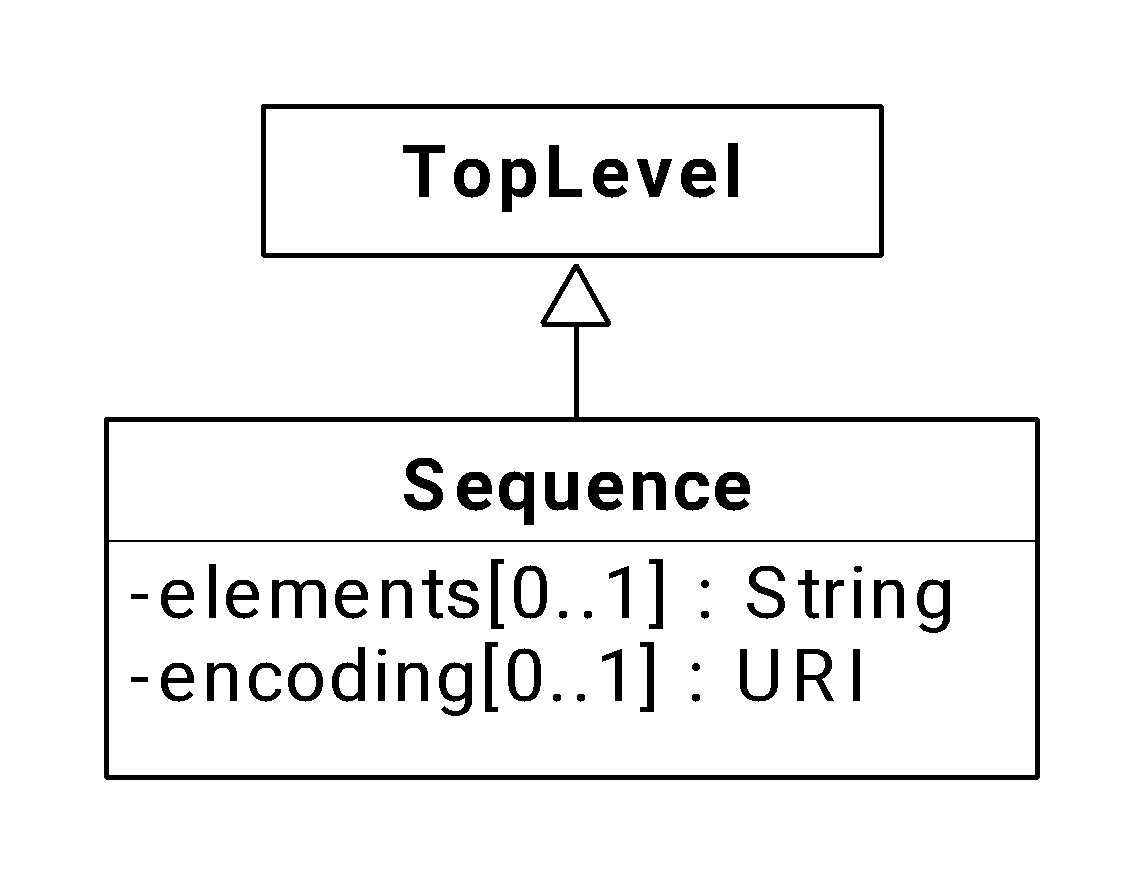 TopLevel
Sequence
-elements[0..1] : String
-encoding[0..1] : URI